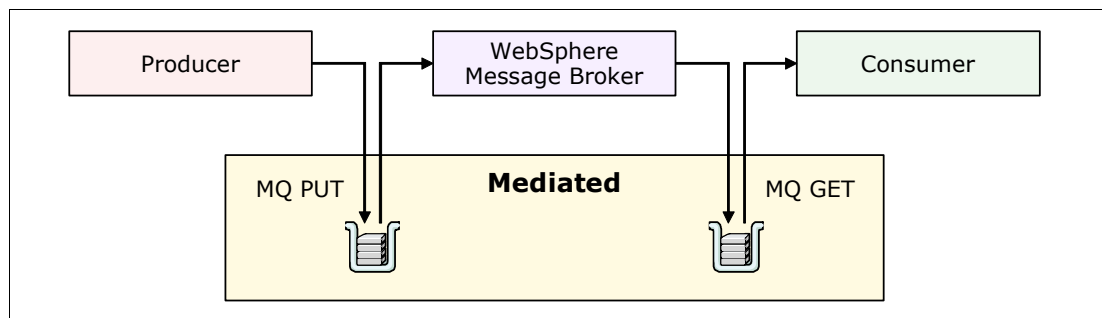 Producer
WebSphere
Message Broker
Consumer
MQ PUT
Mediated
MQ GET